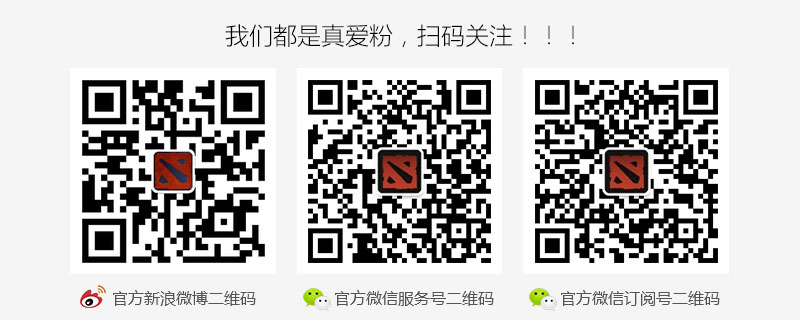 我们都是真爱粉，扫码关注！！！
官方新浪微博二维码
官方微信服务号二维码
官方微信订阅号二维码